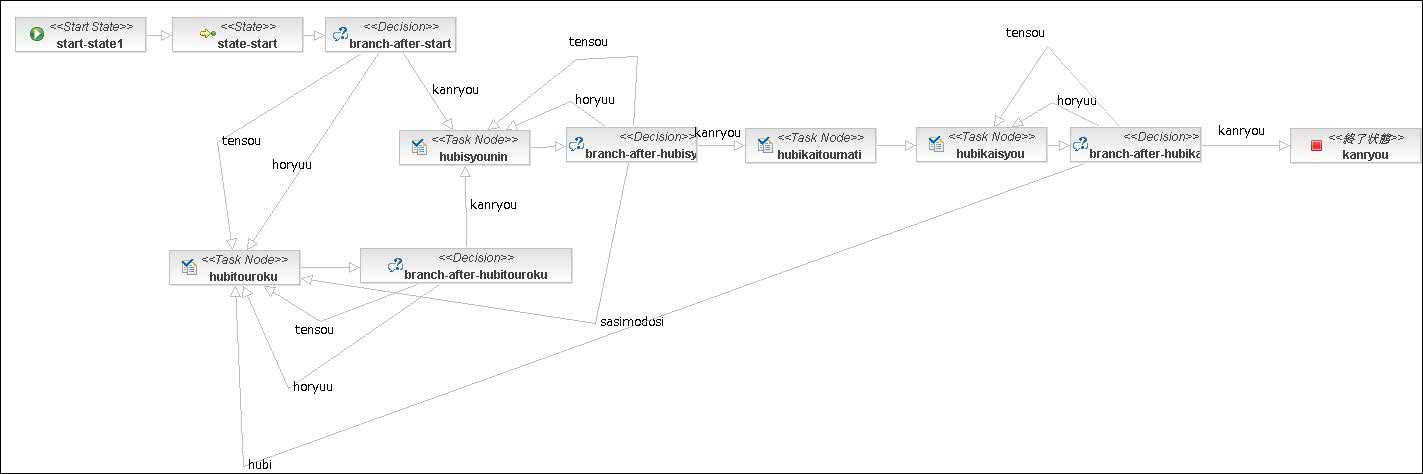 <<Start State>>
start-state1
<<State>>
state-start
<<Decision>>
branch-after-start
tensou
horyuu
kanryou
tensou
horyuu
<<Task Node>>
hubisyounin
<<Decision>>
branch-after-hubisy
kanryou
<<Task Node>>
hubikaitoumati
<<Task Node>>
hubikaisyou
tensou
horyuu
<<Decision>>
branch-after-hubika
kanryou
<<終了状態>>
kanryou
kanryou
<<Task Node>>
hubitouroku
<<Decision>>
branch-after-hubitouroku
tensou
horyuu
sasimodosi
hubi